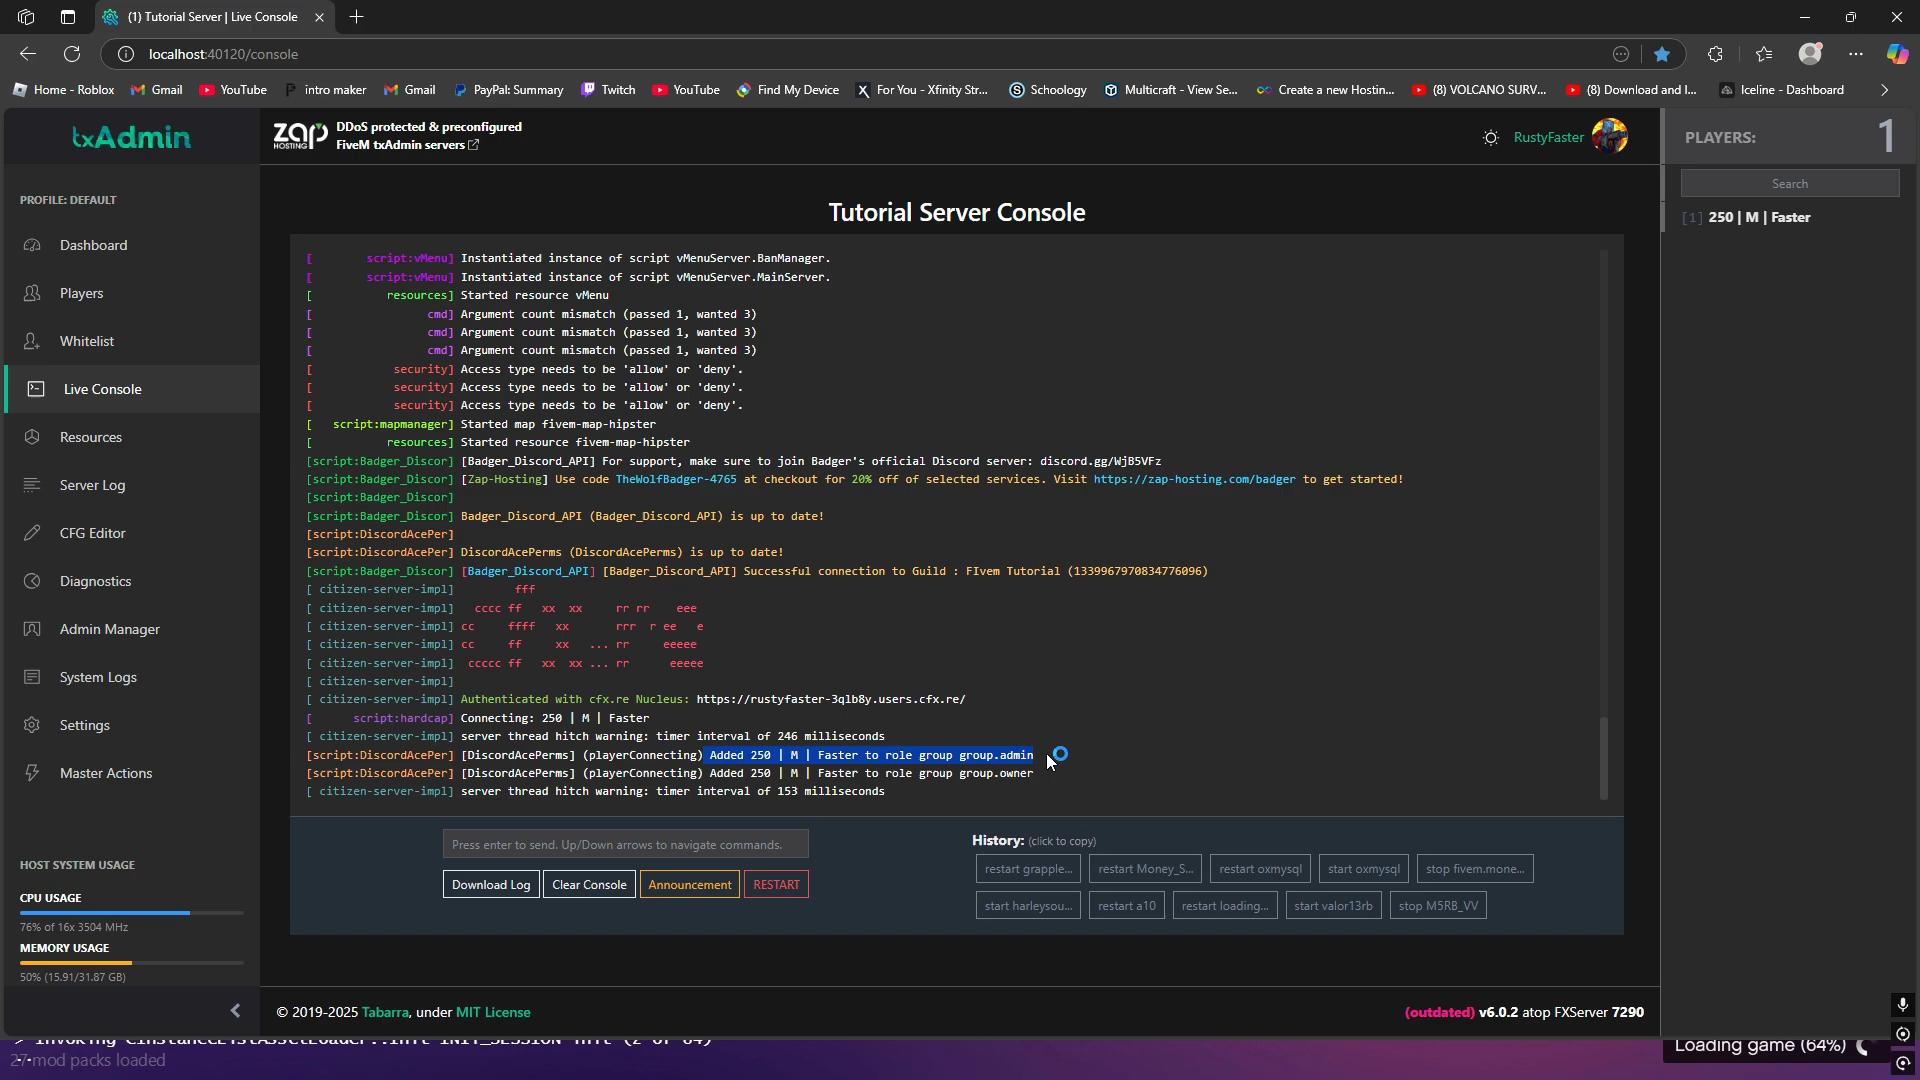 (1) Tutorial Server | Live Console
localhost:40120/console
Home - Roblox
Gmail
YouTube
intro maker
Gmail
PayPal: Summary
Twitch
YouTube
Find My Device
For You - Xfinity Str...
Schoology
Multicraft - View Se...
Create a new Hostin...
(8) VOLCANO SURV...
(8) Download and I...
Iceline - Dashboard
txAdmin
PROFILE: DEFAULT
Dashboard
Players
Whitelist
Live Console
Resources
Server Log
CFG Editor
Diagnostics
Admin Manager
System Logs
Settings
Master Actions
HOST SYSTEM USAGE
CPU USAGE
76% of 16x 3504 MHz
MEMORY USAGE
50% (15.91/31.87 GB)
ZAP HOSTING
DDoS protected & preconfigured
FiveM txAdmin servers
RustyFaster
Tutorial Server Console
[ script:vMenu] Instantiated instance of script vMenuServer.BanManager.
[ script:vMenu] Instantiated instance of script vMenuServer.MainServer.
[ resources] Started resource vMenu
[ cmd] Argument count mismatch (passed 1, wanted 3)
[ cmd] Argument count mismatch (passed 1, wanted 3)
[ cmd] Argument count mismatch (passed 1, wanted 3)
[ security] Access type needs to be 'allow' or 'deny'.
[ security] Access type needs to be 'allow' or 'deny'.
[ security] Access type needs to be 'allow' or 'deny'.
[ script:mapmanager] Started map fivem-map-hipster
[ resources] Started resource fivem-map-hipster
[script:Badger_Discor] [Badger_Discord_API] For support, make sure to join Badger's official Discord server: discord.gg/WjB5VFz
[script:Badger_Discor] [Zap-Hosting] Use code TheWolfBadger-4765 at checkout for 20% off of selected services. Visit https://zap-hosting.com/badger to get started!
[script:Badger_Discor]
[script:Badger_Discor] Badger_Discord_API (Badger_Discord_API) is up to date!
[script:DiscordAcePer]
[script:DiscordAcePer] DiscordAcePerms (DiscordAcePerms) is up to date!
[script:Badger_Discor] [Badger_Discord_API] [Badger_Discord_API] Successful connection to Guild : FIvem Tutorial (1339967970834776096)
[ citizen-server-impl] fff
[ citizen-server-impl] cccc ff xx xx rr rr eee
[ citizen-server-impl] cc ffff xx rrr r ee e
[ citizen-server-impl] cc ff xx ... rr eeeee
[ citizen-server-impl] ccccc ff xx xx ... rr eeeee
[ citizen-server-impl]
[ citizen-server-impl] Authenticated with cfx.re Nucleus: https://rustyfaster-3qlb8y.users.cfx.re/
[ script:hardcap] Connecting: 250 | M | Faster
[ citizen-server-impl] server thread hitch warning: timer interval of 246 milliseconds
[script:DiscordAcePer] [DiscordAcePerms] (playerConnecting) Added 250 | M | Faster to role group group.admin
[script:DiscordAcePer] [DiscordAcePerms] (playerConnecting) Added 250 | M | Faster to role group group.owner
[ citizen-server-impl] server thread hitch warning: timer interval of 153 milliseconds
Press enter to send. Up/Down arrows to navigate commands.
Download Log
Clear Console
Announcement
RESTART
History: (click to copy)
restart grapple...
restart Money_S...
restart oxmysql
start oxmysql
stop fivem.mone...
start harleysou...
restart a10
restart loading...
start valor13rb
stop M5RB_VV
© 2019-2025 Tabarra, under MIT License
(outdated) v6.0.2 atop FXServer 7290
PLAYERS: 1
Search
[1] 250 | M | Faster
27 mod packs loaded
Loading game (64%)